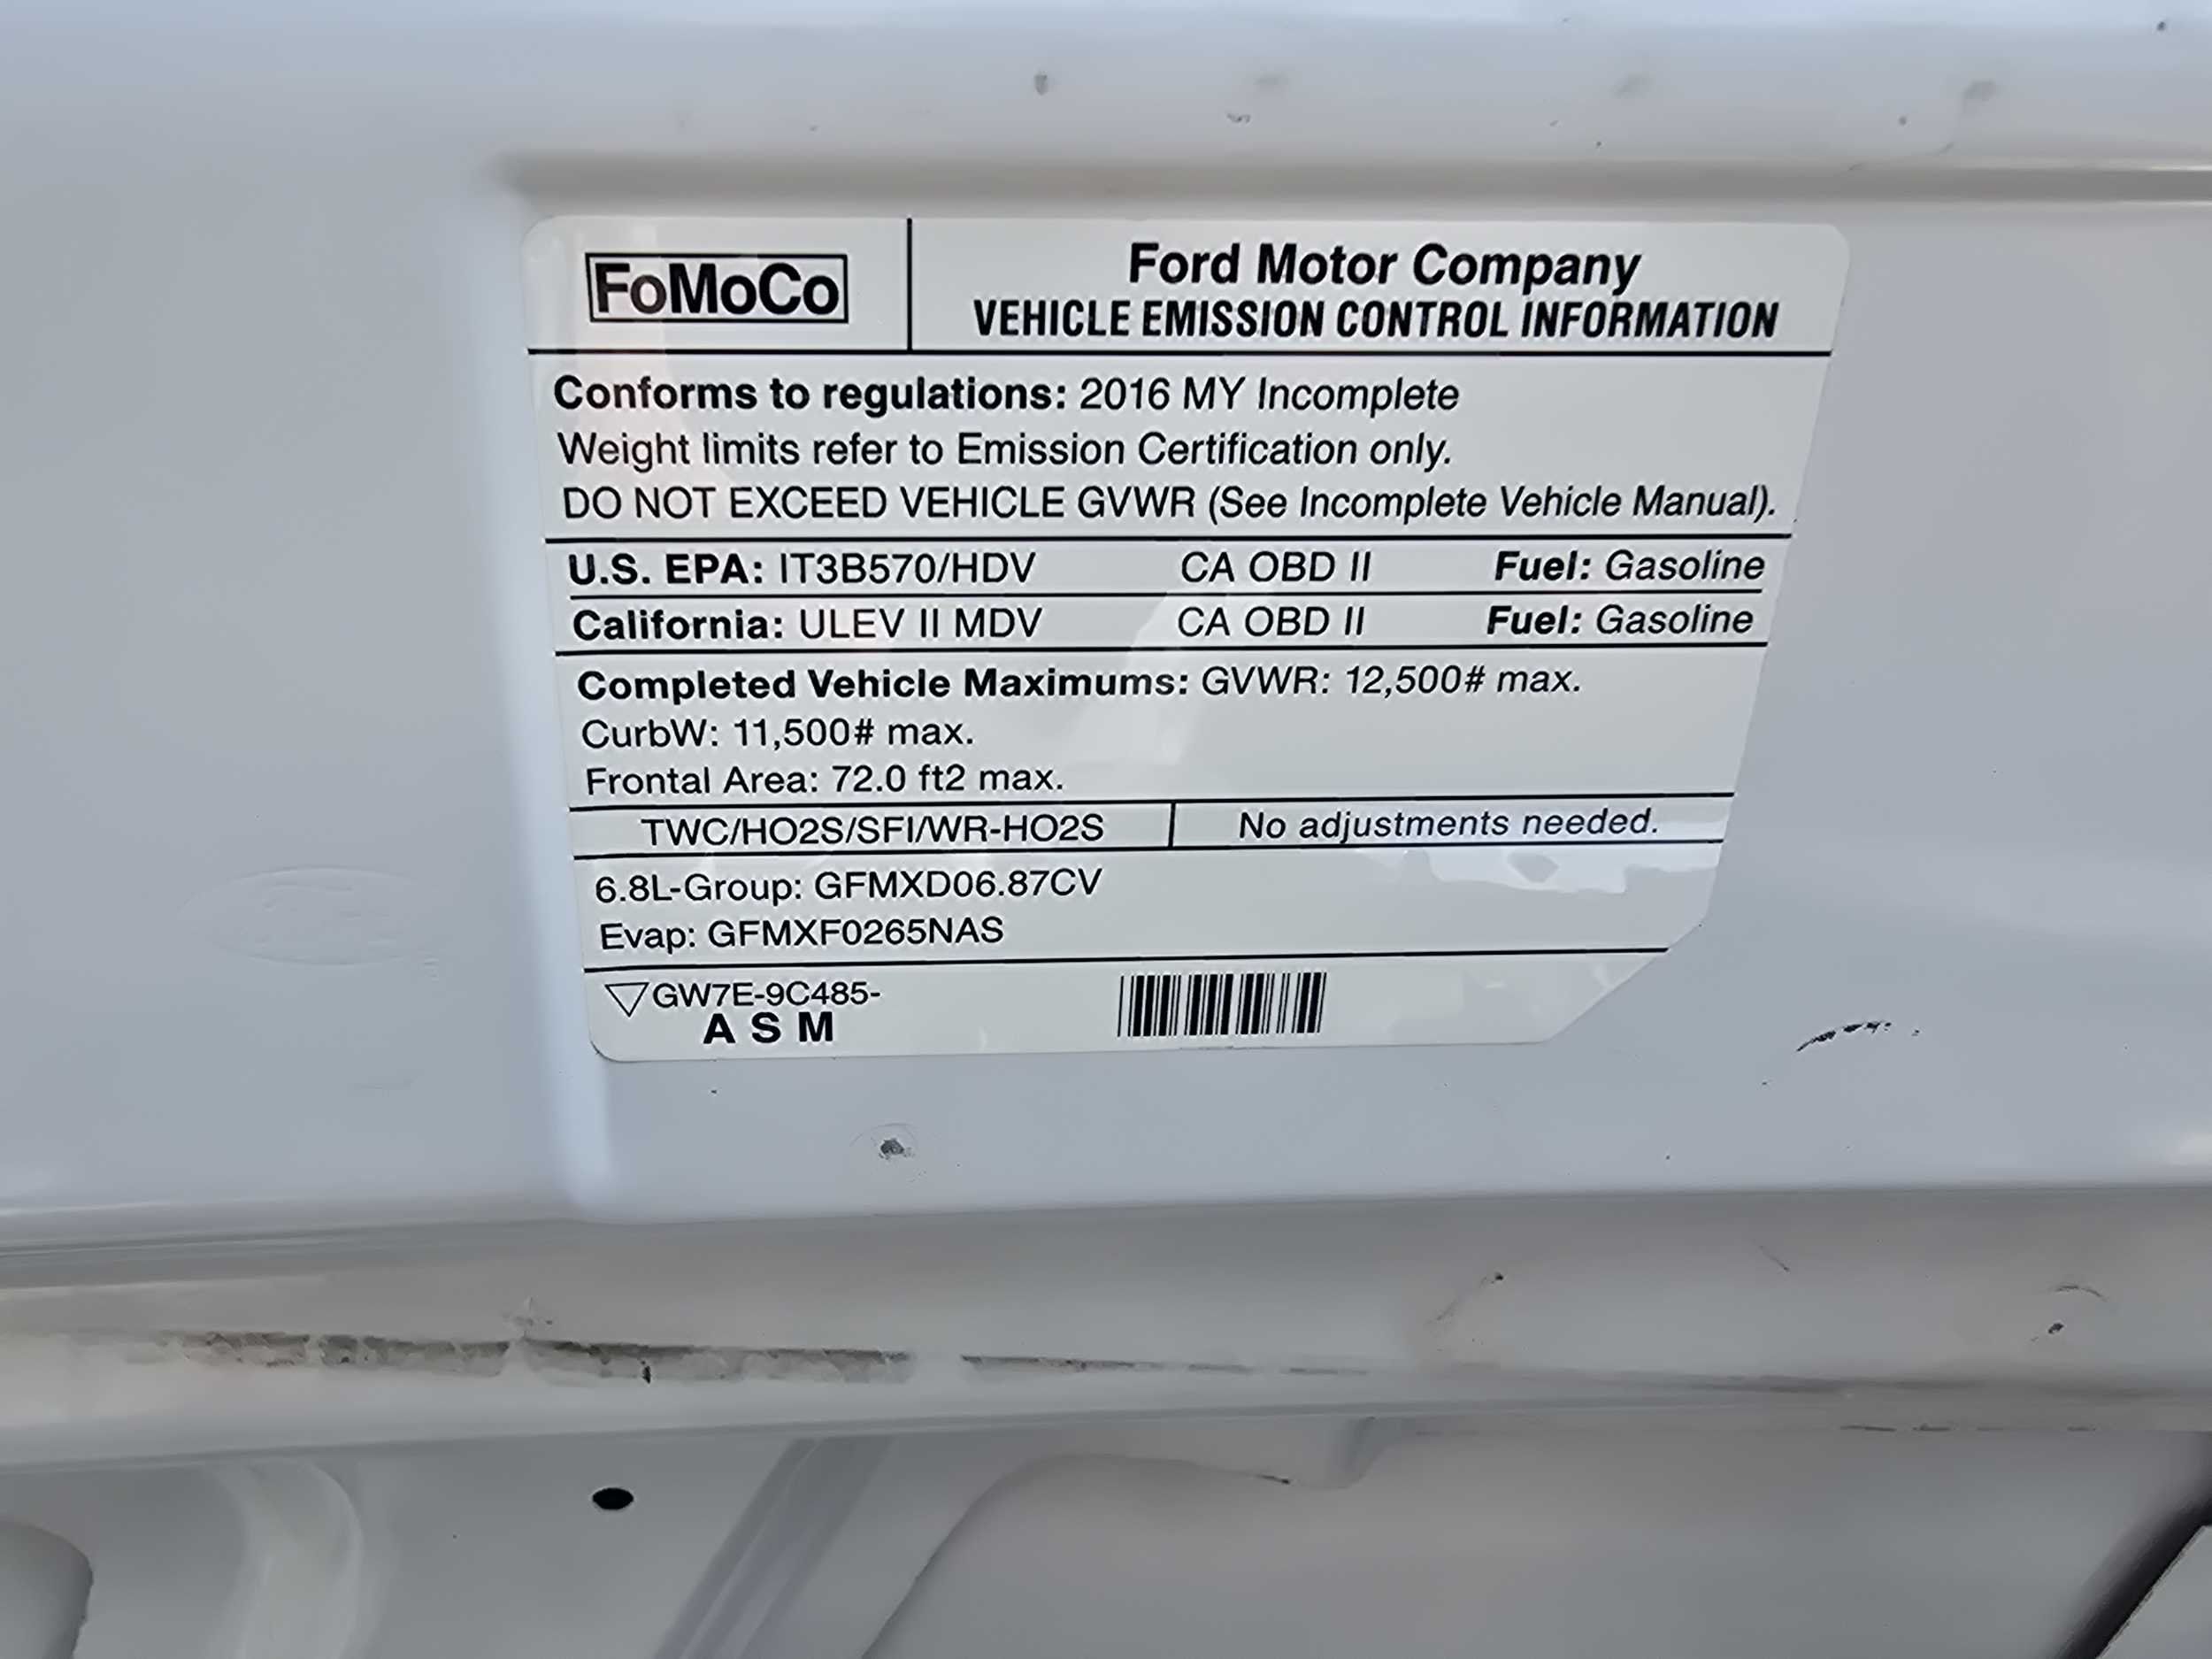 FoMoCo
Ford Motor Company
VEHICLE EMISSION CONTROL INFORMATION
Conforms to regulations: 2016 MY Incomplete
Weight limits refer to Emission Certification only.
DO NOT EXCEED VEHICLE GVWR (See Incomplete Vehicle Manual).
U.S. EPA: IT3B570/HDV CA OBD II Fuel: Gasoline
California: ULEV II MDV CA OBD II Fuel: Gasoline
Completed Vehicle Maximums: GVWR: 12,500# max.
CurbW: 11,500# max.
Frontal Area: 72.0 ft2 max.
TWC/HO2S/SFI/WR-HO2S No adjustments needed.
6.8L-Group: GFMXD06.87CV
Evap: GFMXF0265NAS
GW7E-9C485-
A S M